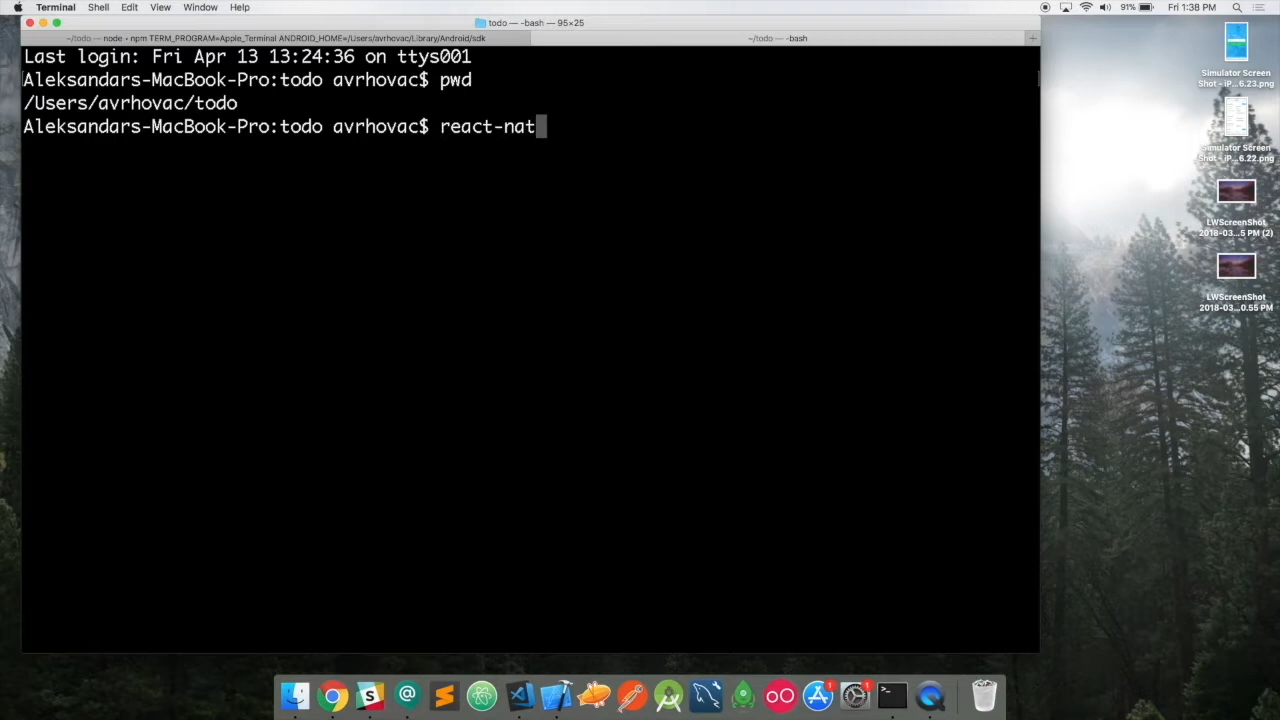 Terminal Shell Edit View Window Help
91% Fri 1:38 PM
todo — -bash — 95×25
~/todo — node • npm TERM_PROGRAM=Apple_Terminal ANDROID_HOME=/Users/avrhovac/Library/Android/sdk
~/todo — -bash
Last login: Fri Apr 13 13:24:36 on ttys001
Aleksandars-MacBook-Pro:todo avrhovac$ pwd
/Users/avrhovac/todo
Aleksandars-MacBook-Pro:todo avrhovac$ react-nat
Simulator Screen
Shot - iP...6.23.png
Simulator Screen
Shot - iP...6.22.png
LWScreenShot
2018-03...5 PM (2)
LWScreenShot
2018-03...0.55 PM
1
1